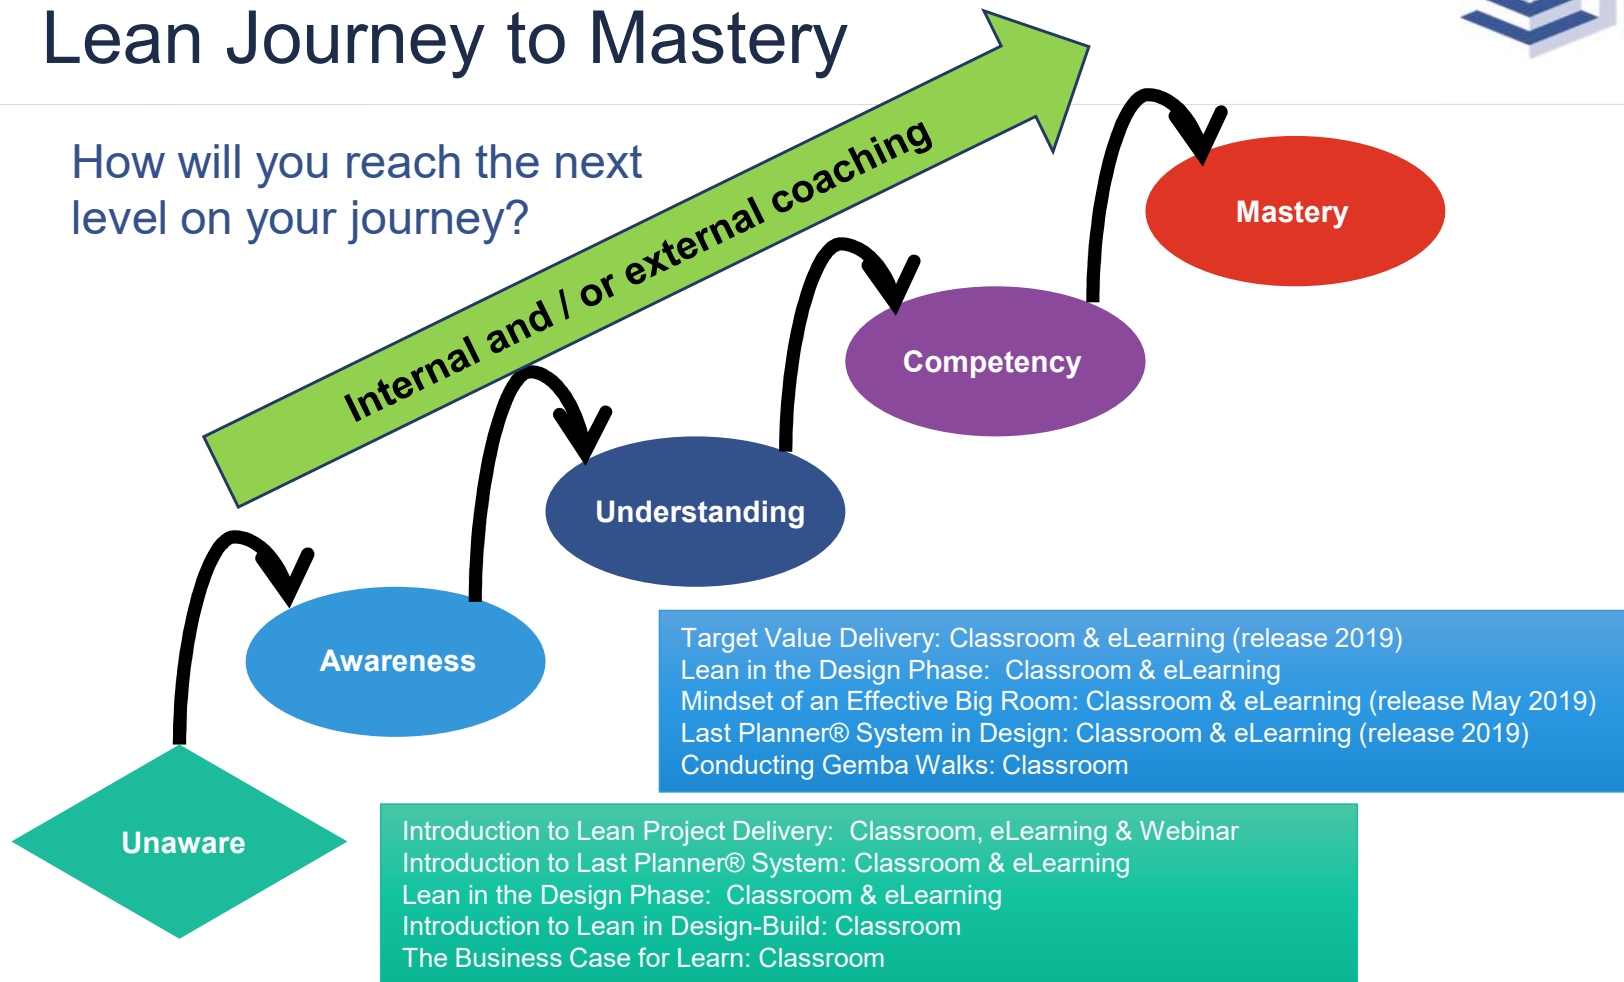 Lean Journey to Mastery
How will you reach the next
level on your journey?
Internal and / or external coaching
Mastery
Competency
Understanding
Awareness
Unaware
Target Value Delivery: Classroom & eLearning (release 2019)
Lean in the Design Phase:  Classroom & eLearning
Mindset of an Effective Big Room: Classroom & eLearning (release May 2019)
Last Planner® System in Design: Classroom & eLearning (release 2019)
Conducting Gemba Walks: Classroom
Introduction to Lean Project Delivery:  Classroom, eLearning & Webinar
Introduction to Last Planner® System: Classroom & eLearning
Lean in the Design Phase:  Classroom & eLearning
Introduction to Lean in Design-Build: Classroom
The Business Case for Learn: Classroom